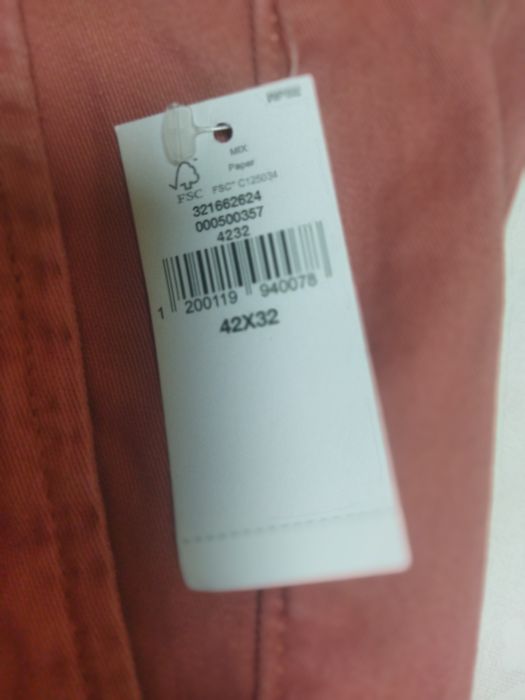 MIX
Paper
FSC
FSC® C125034
321662624
000500357
4232
1 200119 940078
42X32